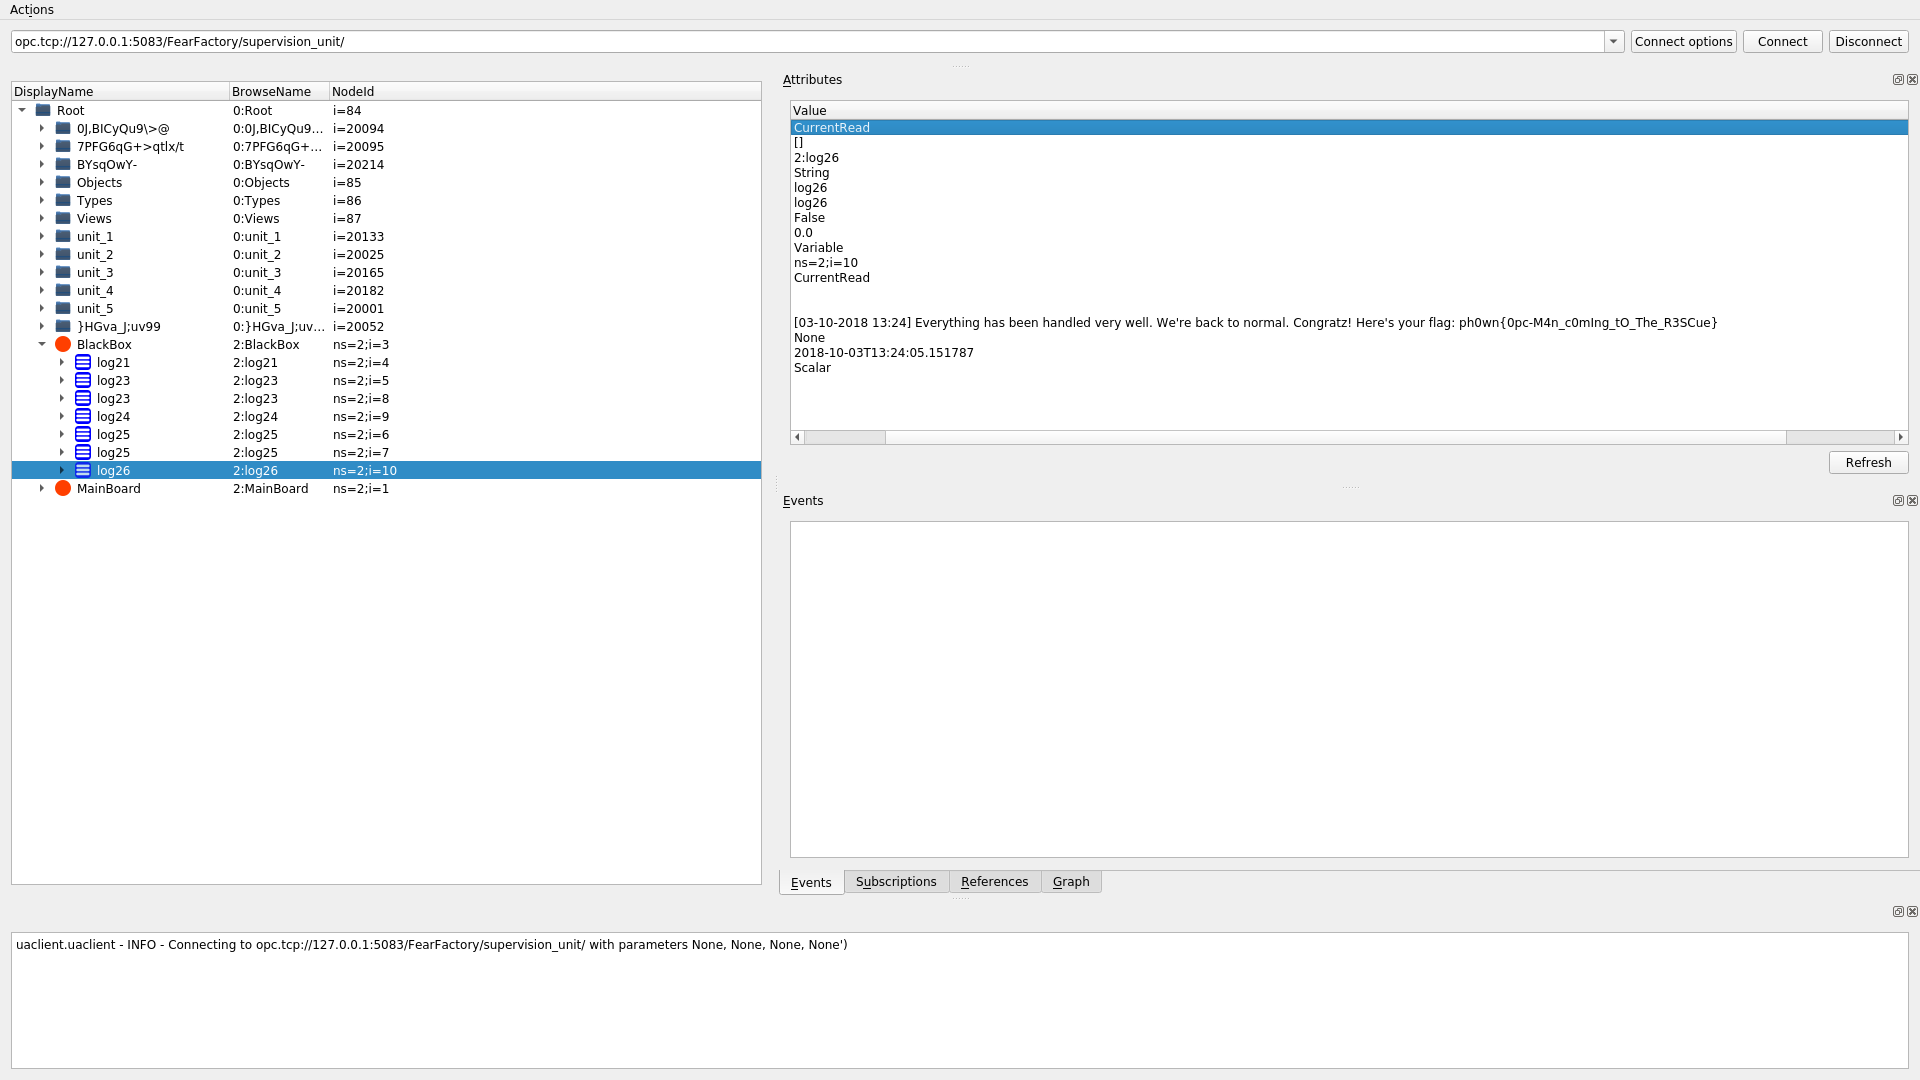 Actions
opc.tcp://127.0.0.1:5083/FearFactory/supervision_unit/
Connect options
Connect
Disconnect
DisplayName BrowseName NodeId
Root 0:Root i=84
0J,BICyQu9\>@ 0:0J,BICyQu9... i=20094
7PFG6qG+>qtlx/t 0:7PFG6qG+... i=20095
BYsqOwY- 0:BYsqOwY- i=20214
Objects 0:Objects i=85
Types 0:Types i=86
Views 0:Views i=87
unit_1 0:unit_1 i=20133
unit_2 0:unit_2 i=20025
unit_3 0:unit_3 i=20165
unit_4 0:unit_4 i=20182
unit_5 0:unit_5 i=20001
}HGva_J;uv99 0:}HGva_J;uv... i=20052
BlackBox 2:BlackBox ns=2;i=3
log21 2:log21 ns=2;i=4
log23 2:log23 ns=2;i=5
log23 2:log23 ns=2;i=8
log24 2:log24 ns=2;i=9
log25 2:log25 ns=2;i=6
log25 2:log25 ns=2;i=7
log26 2:log26 ns=2;i=10
MainBoard 2:MainBoard ns=2;i=1
Attributes
Value
CurrentRead
[]
2:log26
String
log26
log26
False
0.0
Variable
ns=2;i=10
CurrentRead
[03-10-2018 13:24] Everything has been handled very well. We're back to normal. Congratz! Here's your flag: ph0wn{0pc-M4n_c0mIng_tO_The_R3SCue}
None
2018-10-03T13:24:05.151787
Scalar
Refresh
Events
Events
Subscriptions
References
Graph
uaclient.uaclient - INFO - Connecting to opc.tcp://127.0.0.1:5083/FearFactory/supervision_unit/ with parameters None, None, None, None')